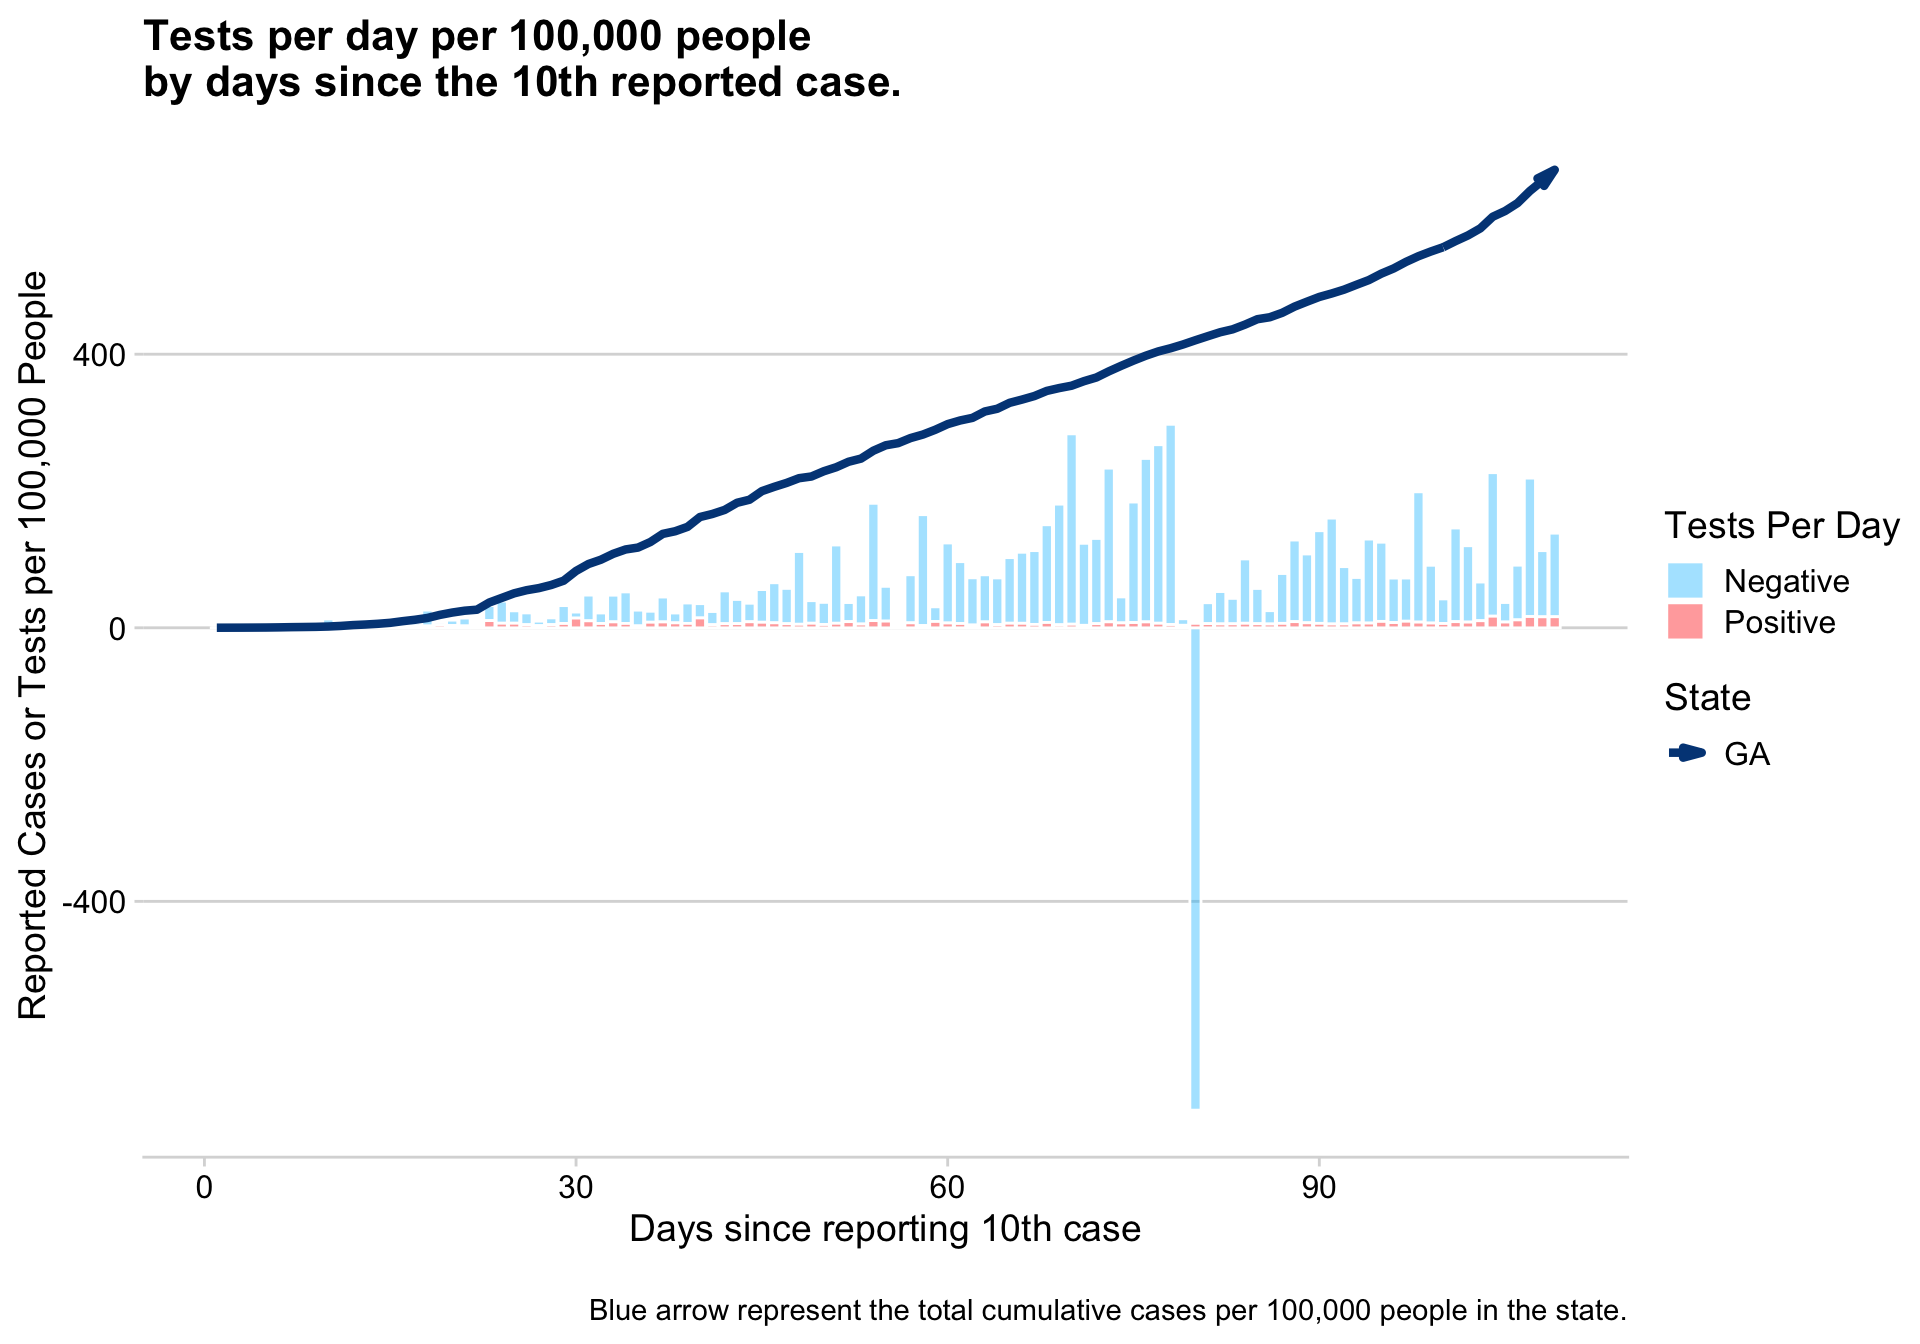 Tests per day per 100,000 people
by days since the 10th reported case.
Reported Cases or Tests per 100,000 People
400
0
-400
0
30
60
90
Days since reporting 10th case
Tests Per Day
Negative
Positive
State
GA
Blue arrow represent the total cumulative cases per 100,000 people in the state.